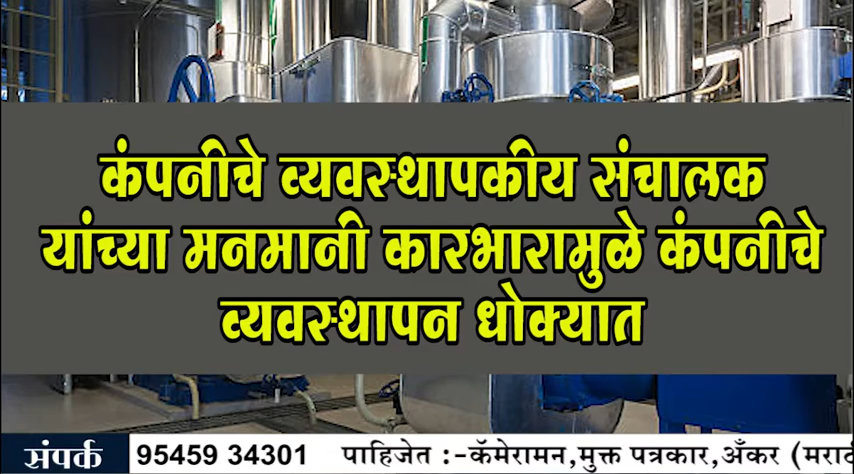 कंपनीचे व्यवस्थापकीय संचालक
यांच्या मनमानी कारभारामुळे कंपनीचे
व्यवस्थापन धोक्यात
संपर्क 95459 34301 पाहिजेत :-कॅमेरामन,मुक्त पत्रकार,अँकर (मराठ